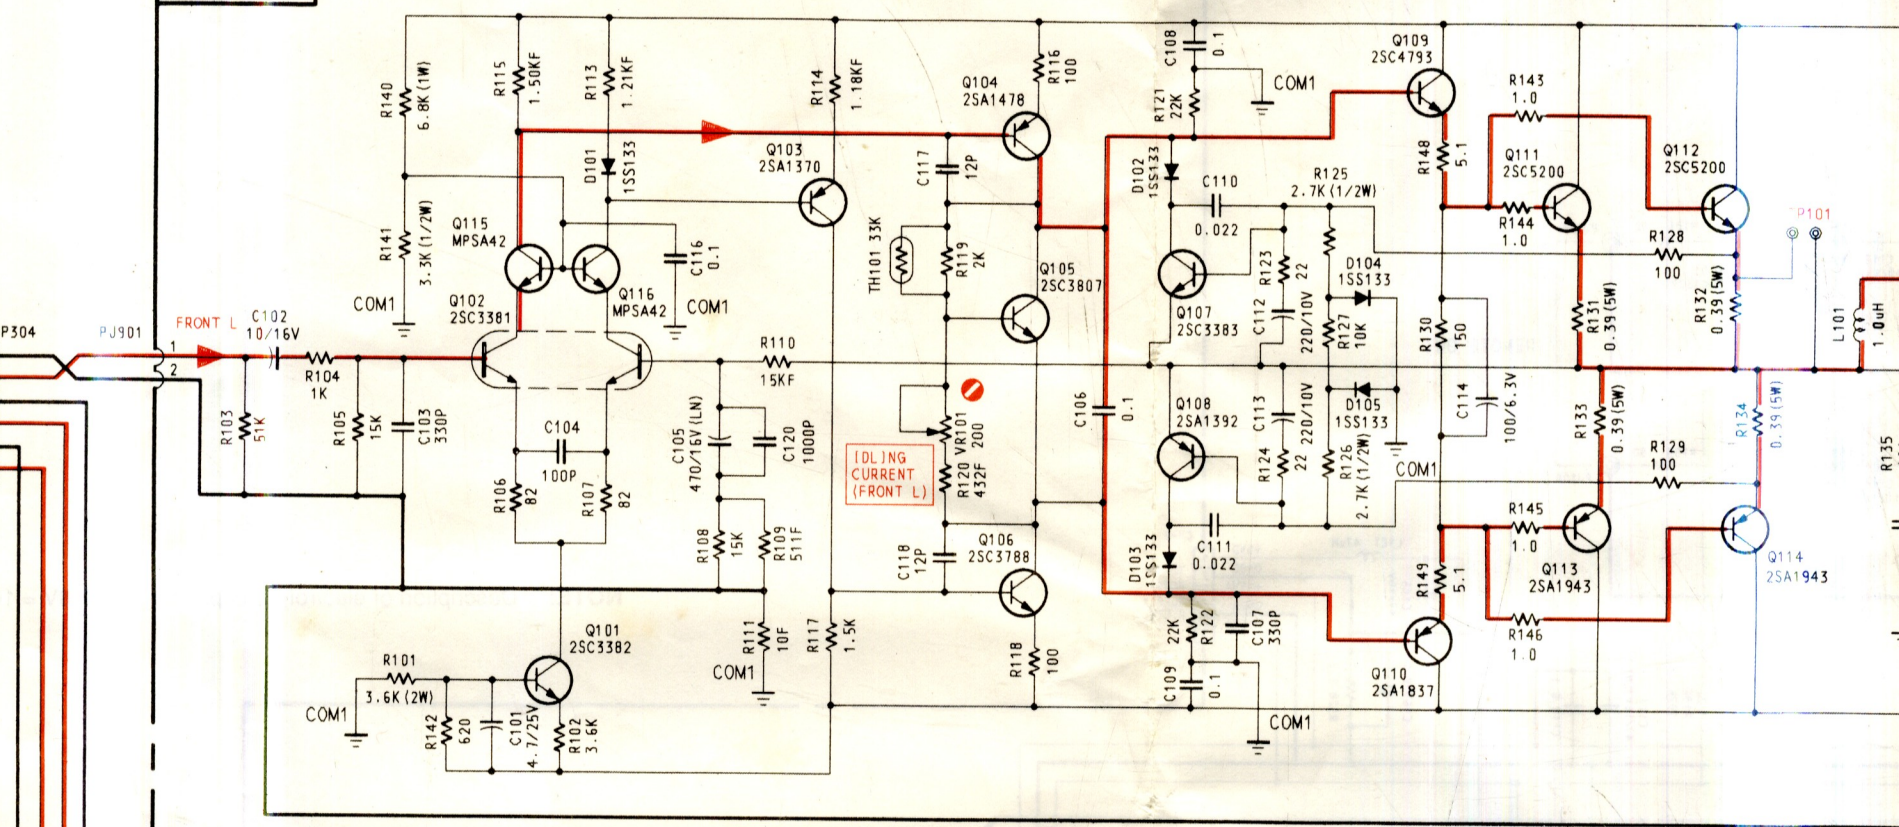 P304
PJ901
1
2
FRONT L
C102
10/16V
R103
51K
R104
1K
R105
15K
C103
330P
R140
6.8K (1W)
R141
3.3K (1/2W)
COM1
R115
1.50KF
R113
1.21KF
D101
1SS133
Q115
MPSA42
Q116
MPSA42
C116
0.1
COM1
Q102
2SC3381
C104
100P
R106
82
R107
82
Q101
2SC3382
R101
3.6K (2W)
COM1
R142
620
C101
4.7/25V
R102
3.6K
R110
15KF
C105
470/16V (LN)
C120
1000P
R108
15K
R109
511F
R111
10F
COM1
R114
1.18KF
Q103
2SA1370
R117
1.5K
Q104
2SA1478
R116
100
C117
12P
TH101 33K
R119
2K
Q105
2SC3807
VR101
200
IDLING
CURRENT
(FRONT L)
R120
432F
C118
12P
Q106
2SC3788
R118
100
C106
0.1
C108
0.1
R121
22K
COM1
D102
1SS133
C110
0.022
Q107
2SC3383
R123
22
C112
220/10V
R125
2.7K (1/2W)
D104
1SS133
R127
10K
Q108
2SA1392
C113
220/10V
R124
22
D105
1SS133
R126
2.7K (1/2W)
COM1
D103
1SS133
C111
0.022
22K
R122
C107
330P
C109
0.1
COM1
Q109
2SC4793
R148
5.1
R143
1.0
Q111
2SC5200
R144
1.0
Q112
2SC5200
R128
100
P101
R130
150
C114
100/6.3V
R131
0.39 (5W)
R132
0.39 (5W)
L101
1.0uH
R133
0.39 (5W)
R134
0.39 (5W)
R129
100
R135
R145
1.0
Q113
2SA1943
Q114
2SA1943
R149
5.1
R146
1.0
Q110
2SA1837